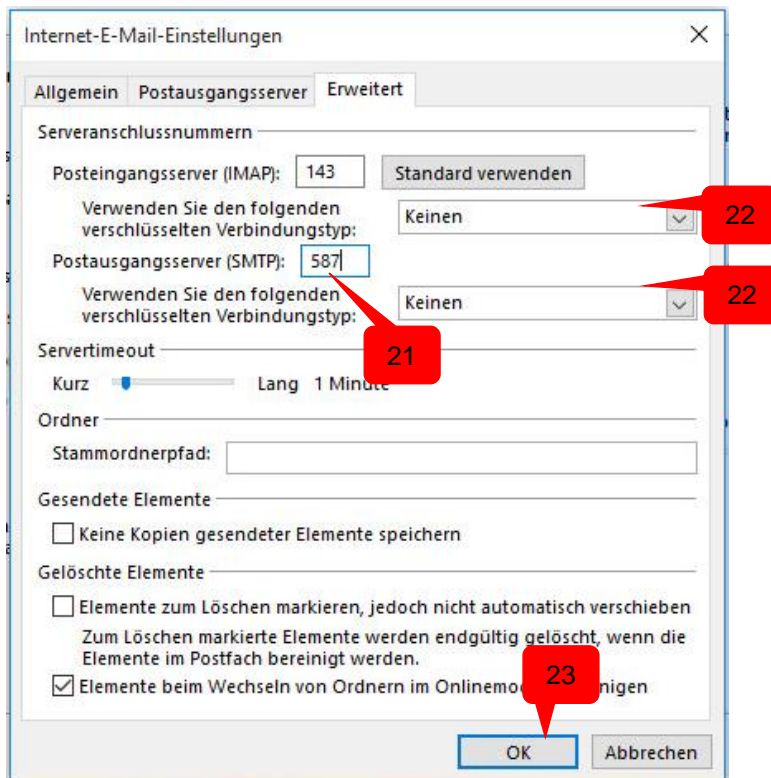 Internet-E-Mail-Einstellungen
Allgemein Postausgangsserver Erweitert
Serveranschlussnummern
Posteingangsserver (IMAP): 143 Standard verwenden
Verwenden Sie den folgenden
verschlüsselten Verbindungstyp: Keinen
22
Postausgangsserver (SMTP): 587
Verwenden Sie den folgenden
verschlüsselten Verbindungstyp: Keinen
22
21
Servertimeout
Kurz Lang 1 Minute
Ordner
Stammordnerpfad:
Gesendete Elemente
Keine Kopien gesendeter Elemente speichern
Gelöschte Elemente
Elemente zum Löschen markieren, jedoch nicht automatisch verschieben
Zum Löschen markierte Elemente werden endgültig gelöscht, wenn die
Elemente im Postfach bereinigt werden.
Elemente beim Wechseln von Ordnern im
23
OK Abbrechen